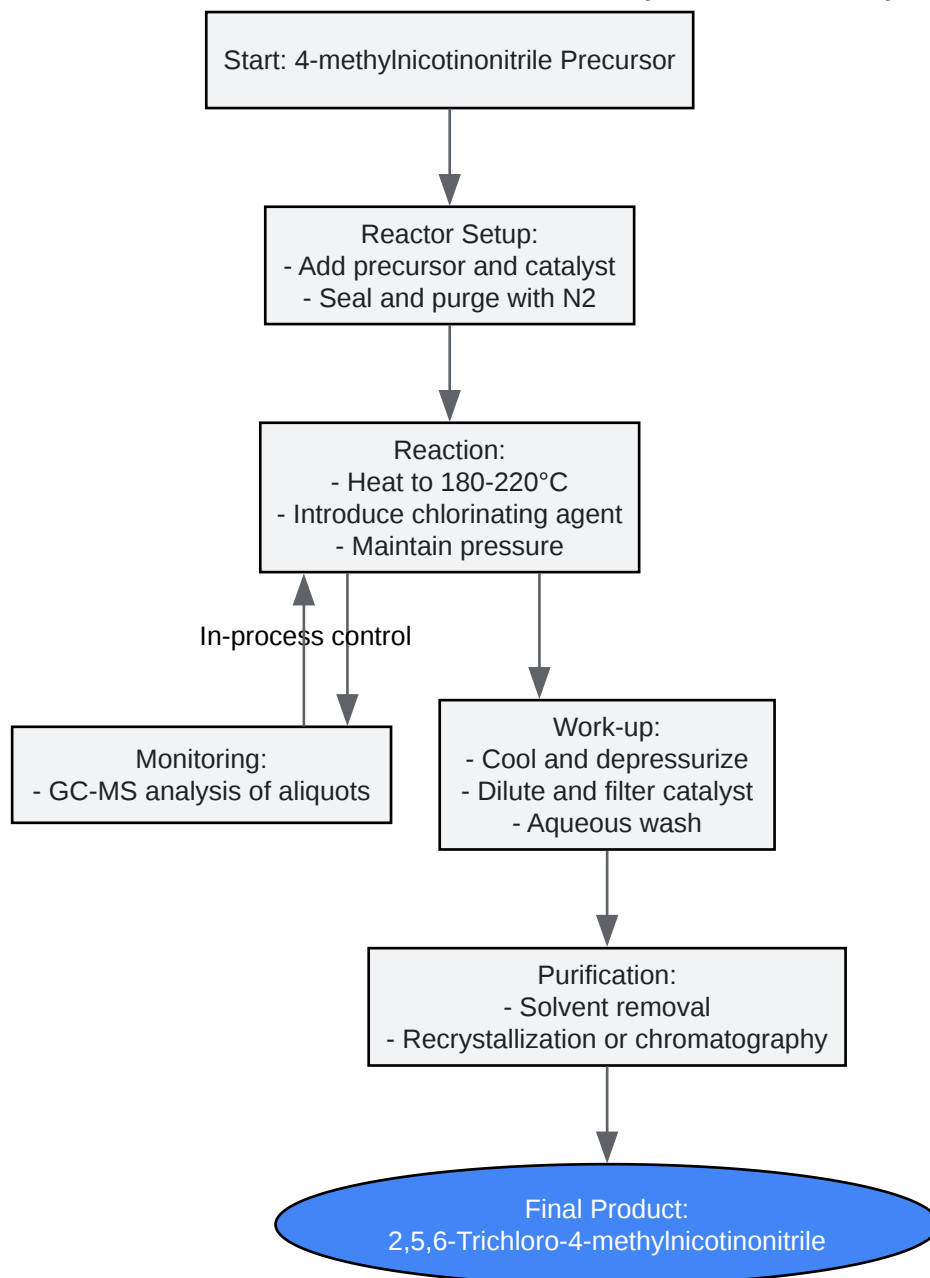 Start: 4-methylnicotinonitrile Precursor
Reactor Setup:
- Add precursor and catalyst
- Seal and purge with N2
Reaction:
- Heat to 180-220°C
- Introduce chlorinating agent
- Maintain pressure
In-process control
Monitoring:
- GC-MS analysis of aliquots
Work-up:
- Cool and depressurize
- Dilute and filter catalyst
- Aqueous wash
Purification:
- Solvent removal
- Recrystallization or chromatography
Final Product:
2,5,6-Trichloro-4-methylnicotinonitrile